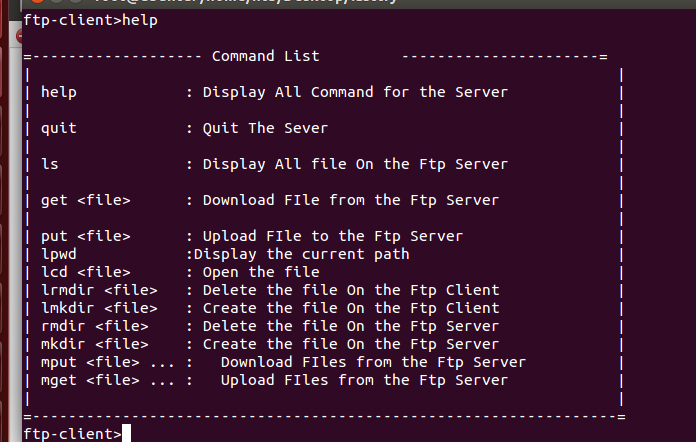 ftp-client>help
=------------------- Command List         ----------------------=
|                                                                 |
| help            : Display All Command for the Server            |
|                                                                 |
| quit            : Quit The Sever                                |
|                                                                 |
| ls              : Display All file On the Ftp Server            |
|                                                                 |
| get <file>      : Download FIle from the Ftp Server             |
|                                                                 |
| put <file>      : Upload FIle to the Ftp Server                 |
| lpwd            :Display the current path                       |
| lcd <file>      : Open the file                                 |
| lrmdir <file>   : Delete the file On the Ftp Client             |
| lmkdir <file>   : Create the file On the Ftp Client             |
| rmdir <file>    : Delete the file On the Ftp Server             |
| mkdir <file>    : Create the file On the Ftp Server             |
| mput <file> ... :   Download FIles from the Ftp Server          |
| mget <file> ... :   Upload FIles from the Ftp Server            |
|                                                                 |
=-----------------------------------------------------------------=
ftp-client>